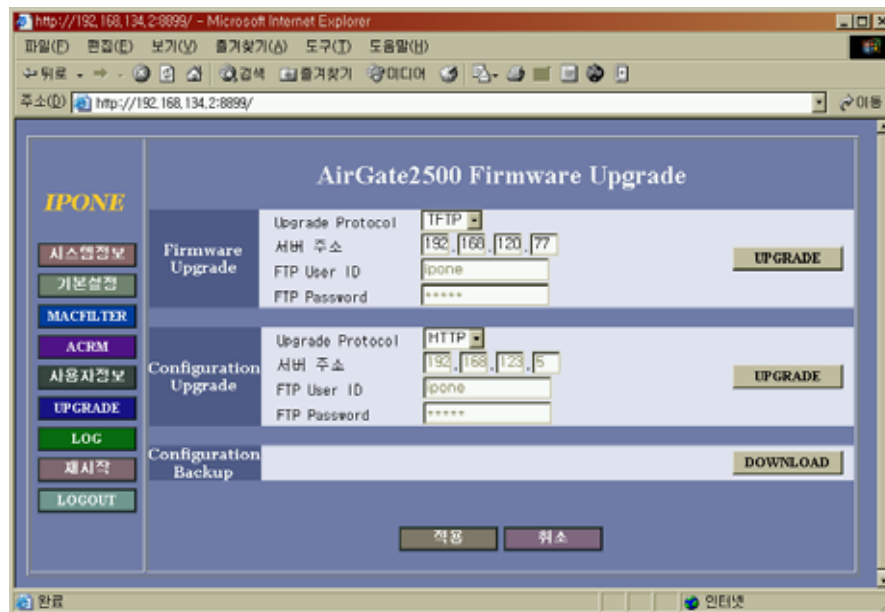 http://192,168,134,2:8899/ - Microsoft Internet Explorer
파일(F) 편집(E) 보기(V) 즐겨찾기(A) 도구(T) 도움말(H)
뒤로 검색 즐겨찾기 미디어
주소(D) http://192,168,134,2:8899/ 이동
AirGate2500 Firmware Upgrade
IPONE
시스템정보
기본설정
MACFILTER
ACRM
사용자정보
UPGRADE
LOG
재시작
LOGOUT
Firmware Upgrade
Upgrade Protocol TFTP
서버 주소 192.168.120.77
FTP User ID ipone
FTP Password *****
UPGRADE
Configuration Upgrade
Upgrade Protocol HTTP
서버 주소 192.168.123.5
FTP User ID ipone
FTP Password *****
UPGRADE
Configuration Backup
DOWNLOAD
적용 취소
완료 인터넷